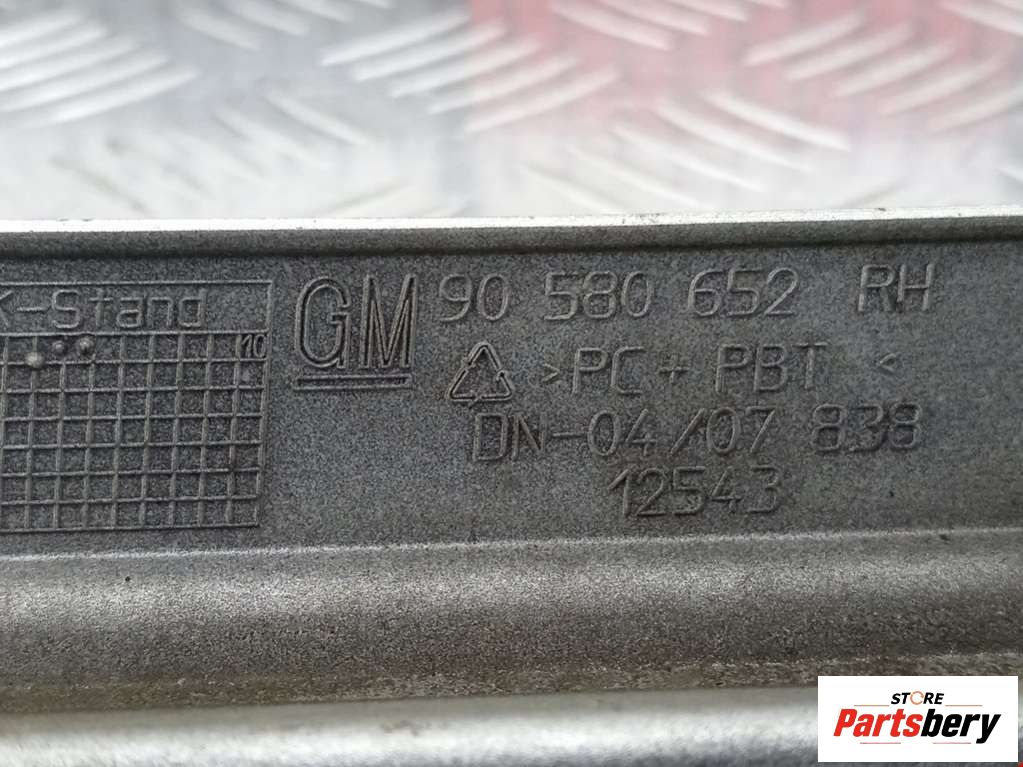 K-Stand
10
GM 90 580 652 RH
>PC + PBT<
DN-04/07 838
12543
STORE
Partsbery